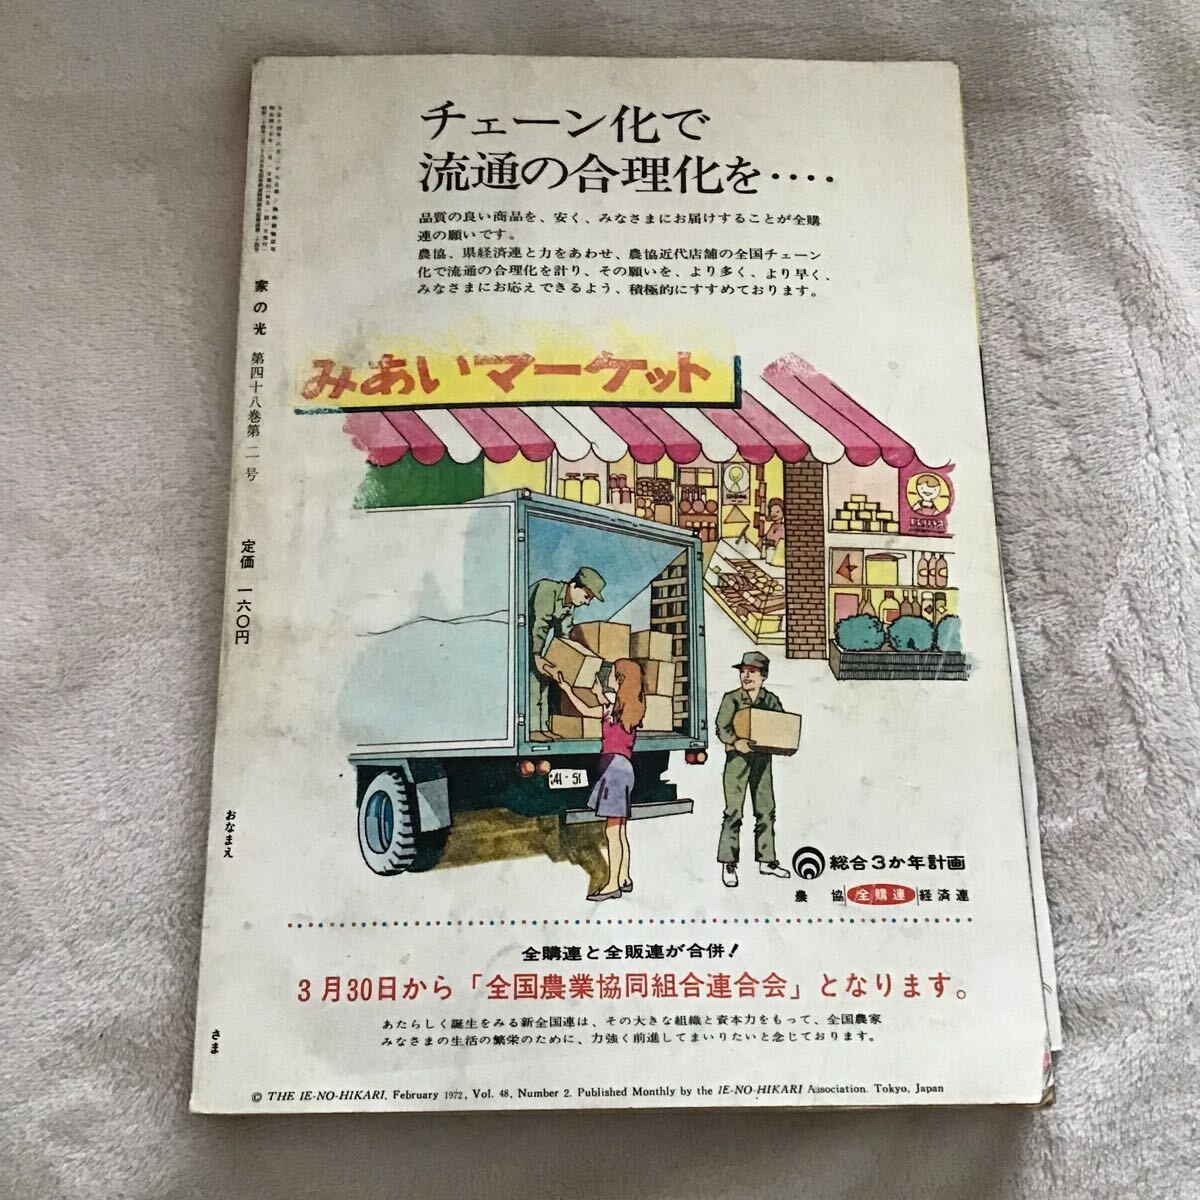 チェーン化で
流通の合理化を‥‥
品質の良い商品を、安く、みなさまにお届けすることが全購
連の願いです。
農協、県経済連と力をあわせ、農協近代店舗の全国チェーン
化で流通の合理化を計り、その願いを、より多く、より早く、
みなさまにお応えできるよう、積極的にすすめております。
家の光 第四十八巻第二号 定価 一六〇円
おなまえ
さま
みあいマーケット
41-51
総合3か年計画
農協 全購連 経済連
全購連と全販連が合併!
3月30日から「全国農業協同組合連合会」となります。
あたらしく誕生をみる新全国連は、その大きな組織と資本力をもって、全国農家
みなさまの生活の繁栄のために、力強く前進してまいりたいと念じております。
© THE IE-NO-HIKARI, February 1972, Vol. 48, Number 2. Published Monthly by the IE-NO-HIKARI Association. Tokyo, Japan